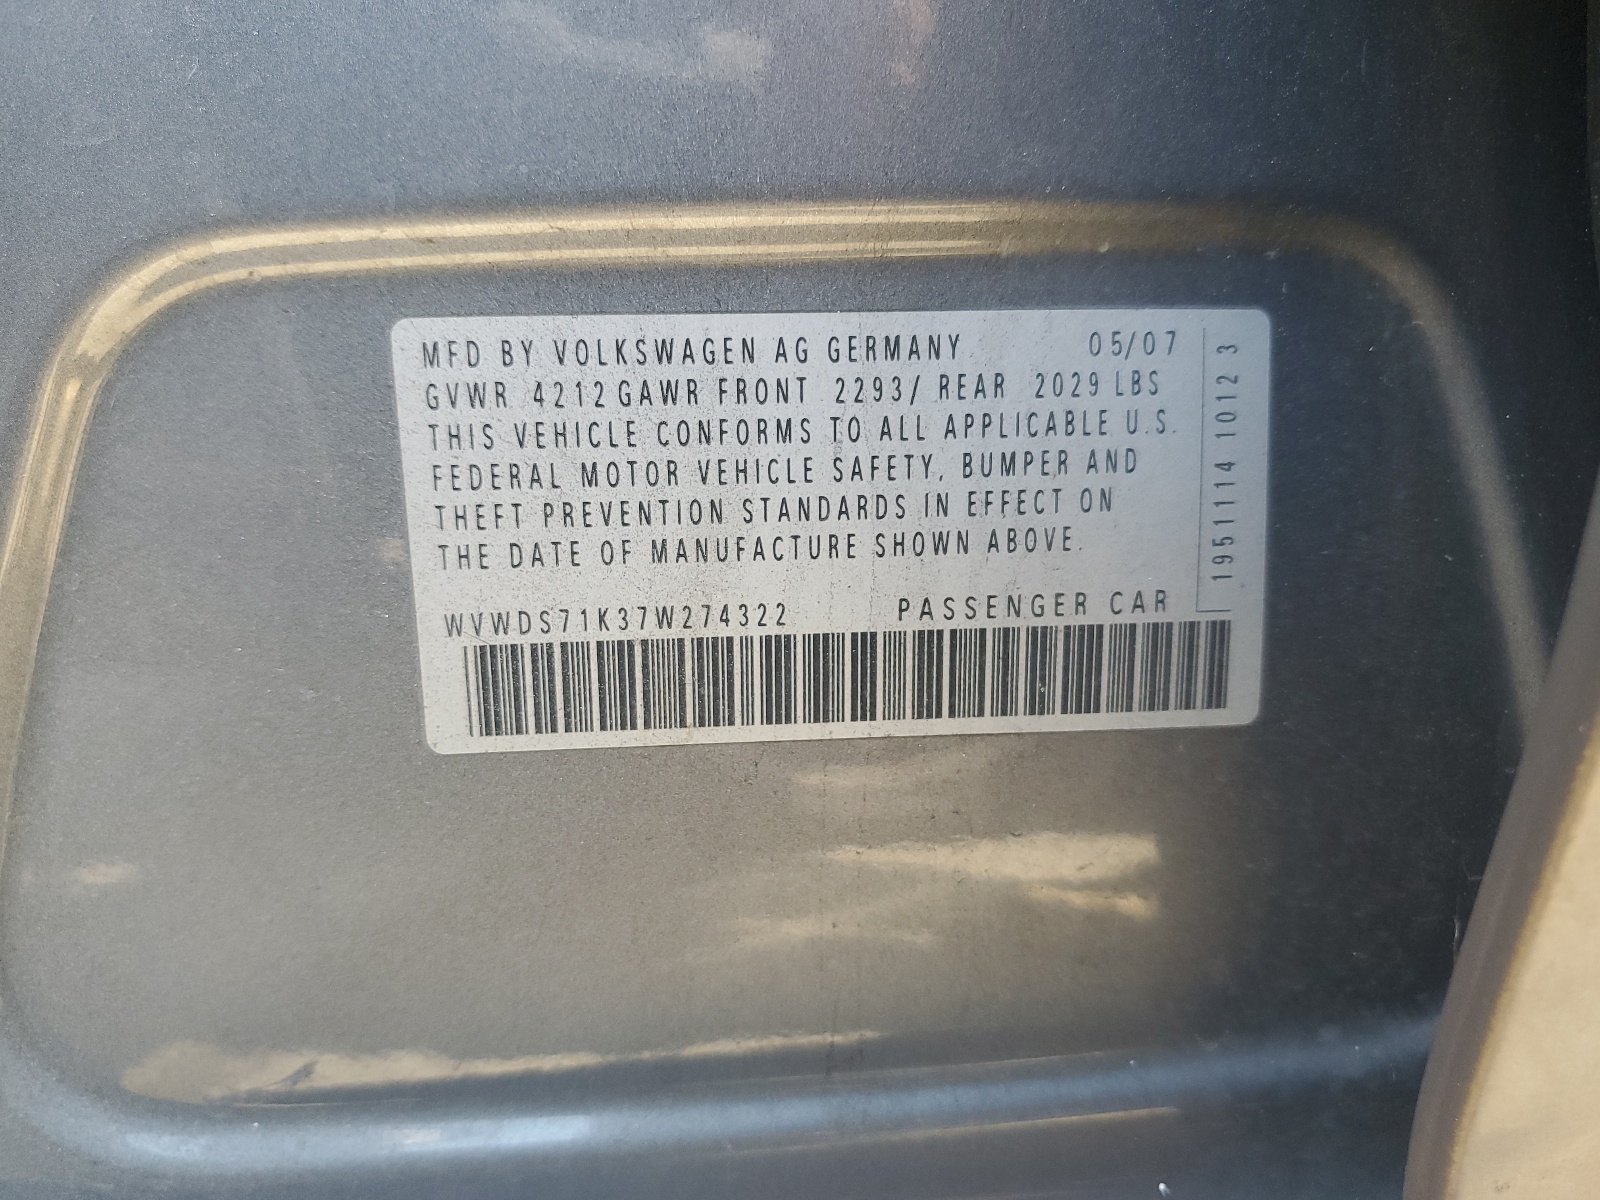 MFD BY VOLKSWAGEN AG GERMANY 05/07
GVWR 4212 GAWR FRONT 2293/ REAR 2029 LBS
THIS VEHICLE CONFORMS TO ALL APPLICABLE U.S.
FEDERAL MOTOR VEHICLE SAFETY, BUMPER AND
THEFT PREVENTION STANDARDS IN EFFECT ON
THE DATE OF MANUFACTURE SHOWN ABOVE.
WVWDS71K37W274322 PASSENGER CAR
1951114 1012 3